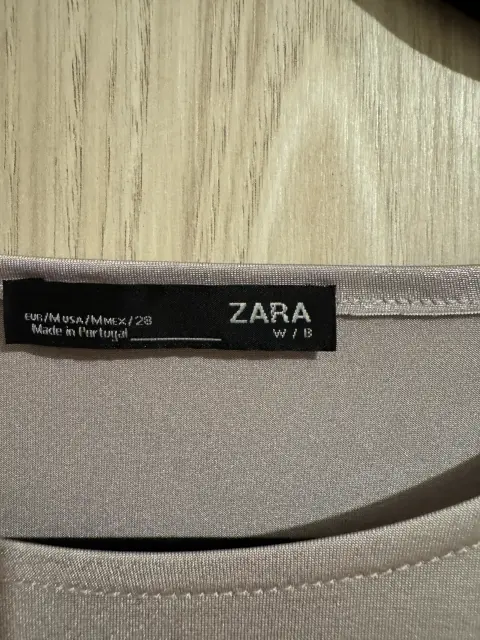 ZARA
W / B
EUR/M USA/M MEX/28
Made in Portugal